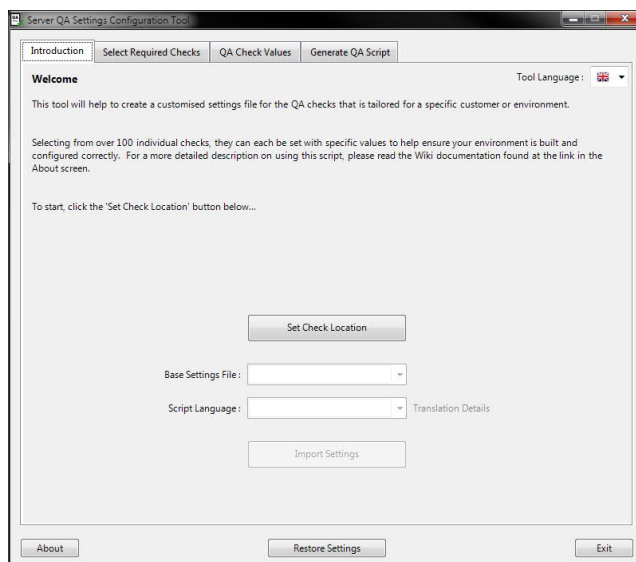 Server QA Settings Configuration Tool
Introduction
Select Required Checks
QA Check Values
Generate QA Script
Welcome
Tool Language :
This tool will help to create a customised settings file for the QA checks that is tailored for a specific customer or environment.
Selecting from over 100 individual checks, they can each be set with specific values to help ensure your environment is built and
configured correctly. For a more detailed description on using this script, please read the Wiki documentation found at the link in the
About screen.
To start, click the 'Set Check Location' button below...
Set Check Location
Base Settings File :
Script Language :
Translation Details
Import Settings
About
Restore Settings
Exit